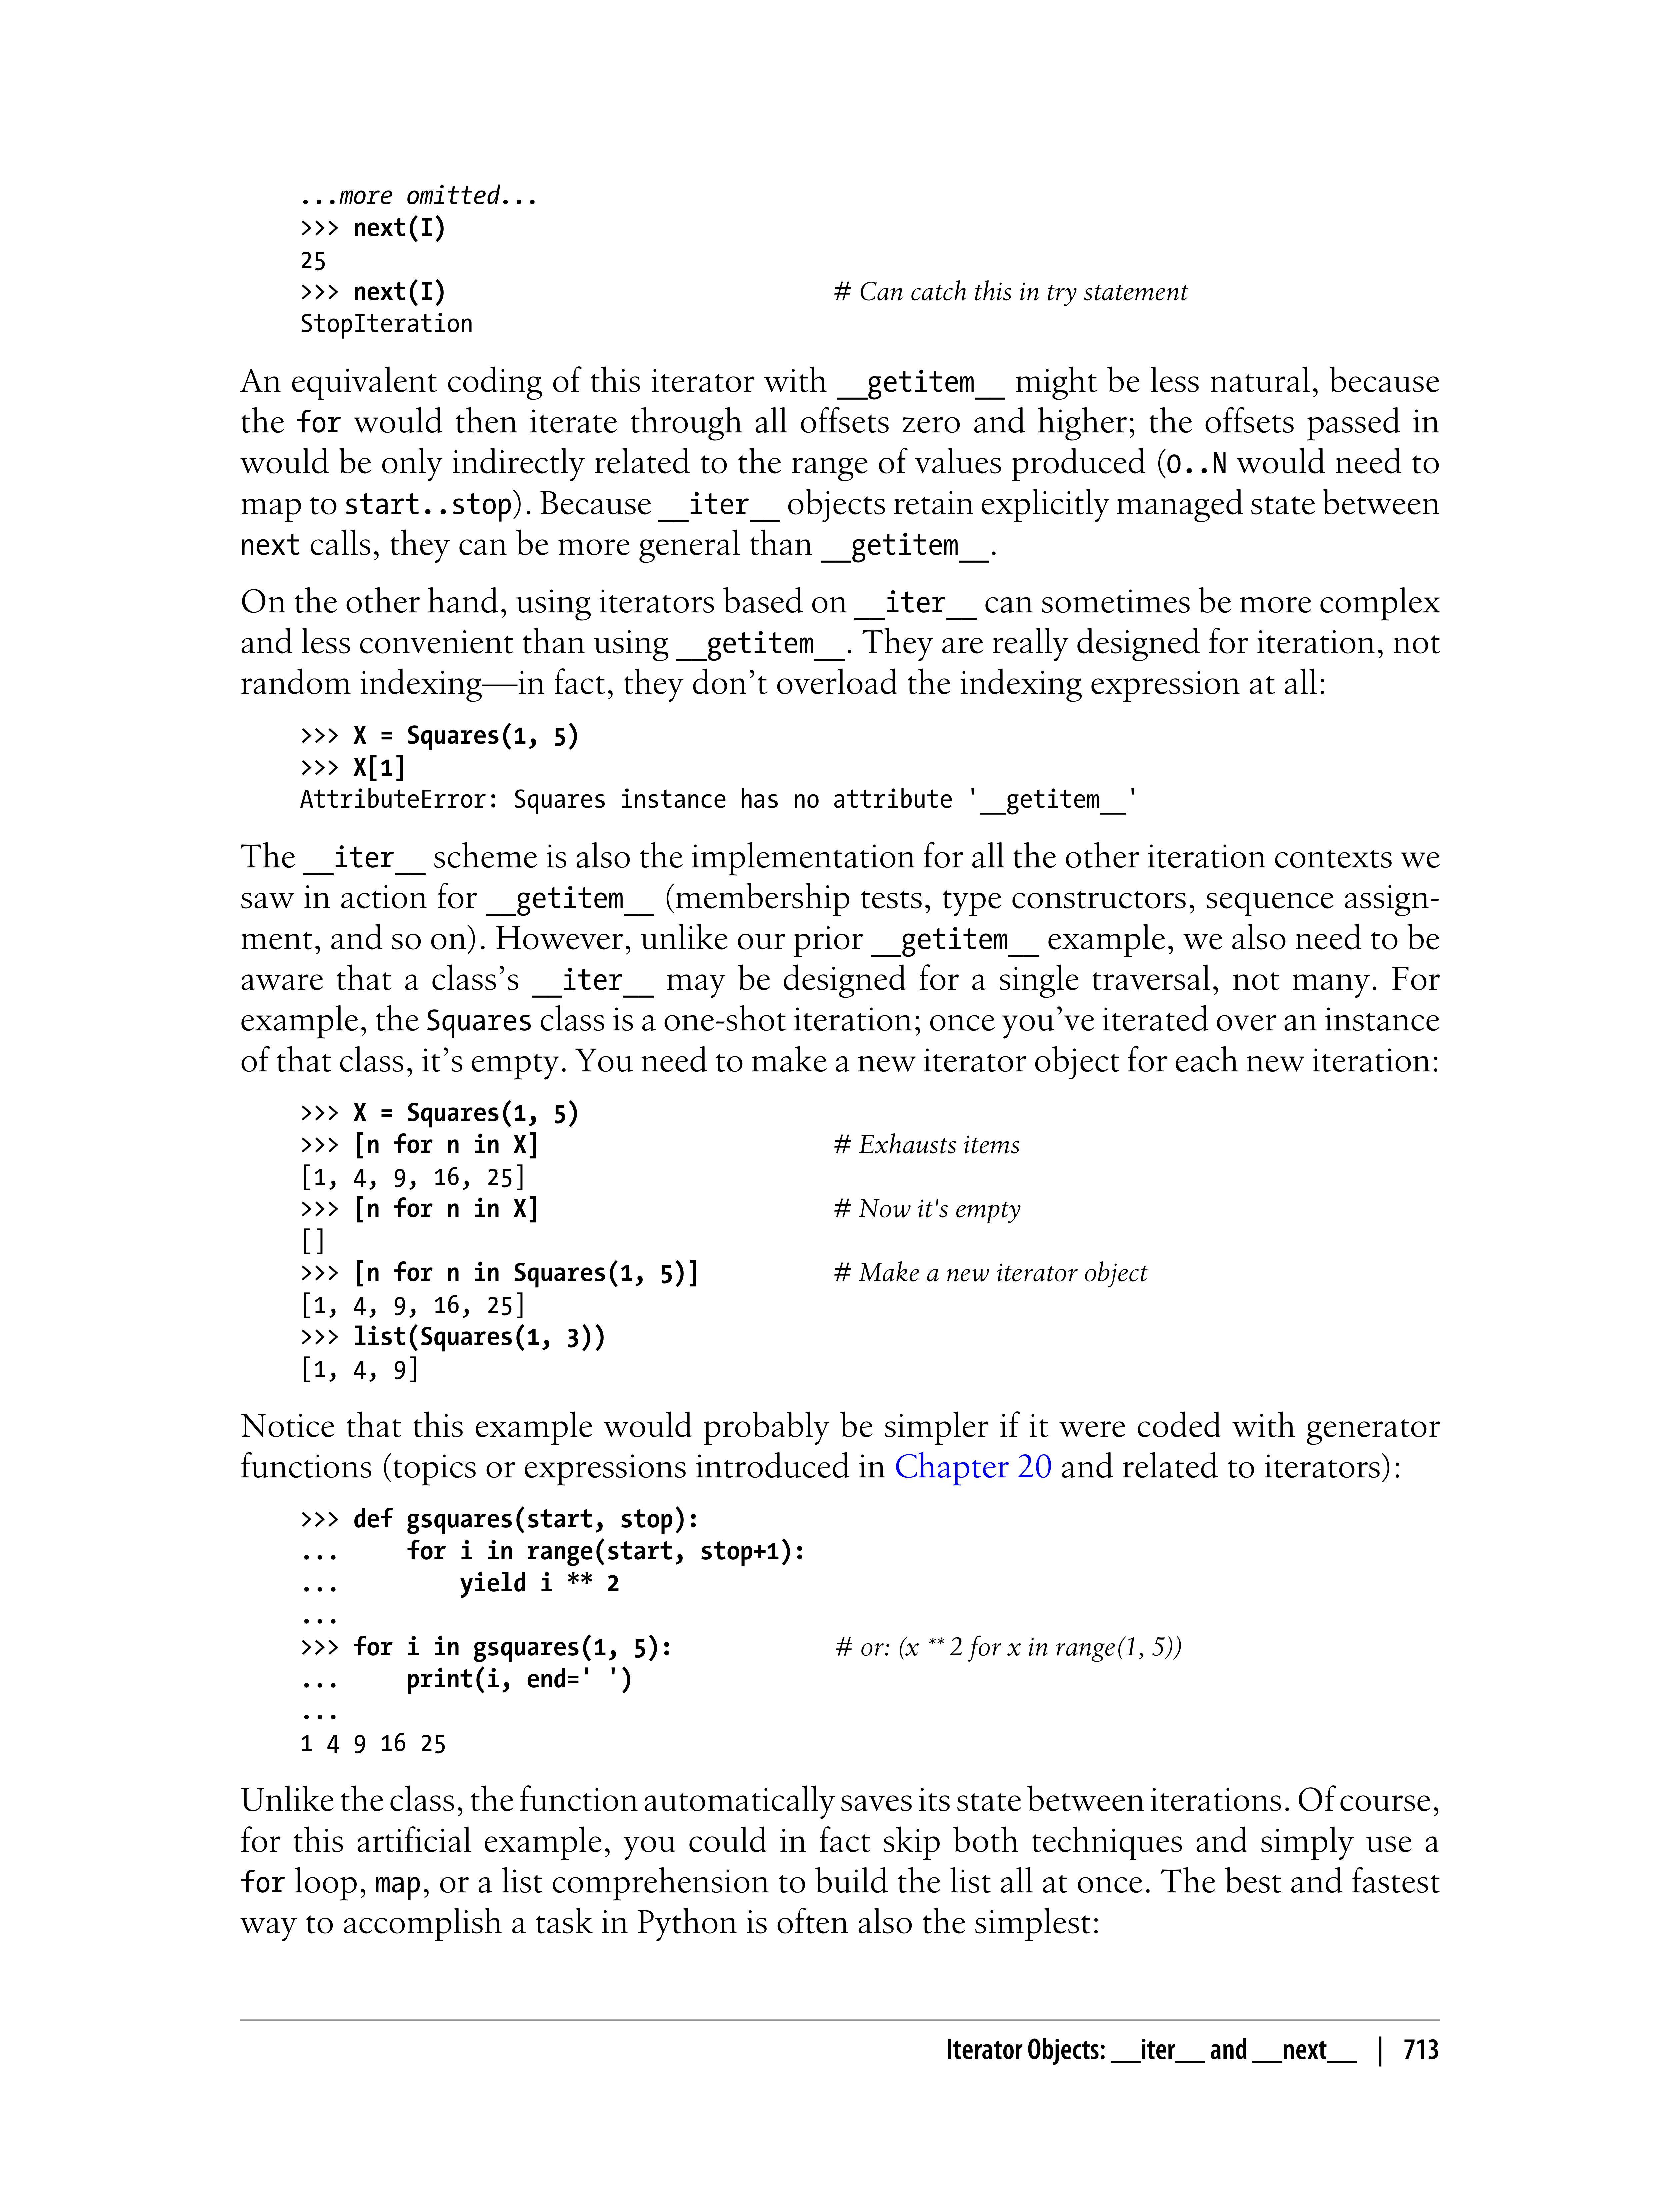 ...more omitted...
>>> next(I)
25
>>> next(I)                          # Can catch this in try statement
StopIteration
An equivalent coding of this iterator with __getitem__ might be less natural, because
the for would then iterate through all offsets zero and higher; the offsets passed in
would be only indirectly related to the range of values produced (0..N would need to
map to start..stop). Because __iter__ objects retain explicitly managed state between
next calls, they can be more general than __getitem__.
On the other hand, using iterators based on __iter__ can sometimes be more complex
and less convenient than using __getitem__. They are really designed for iteration, not
random indexing—in fact, they don’t overload the indexing expression at all:
>>> X = Squares(1, 5)
>>> X[1]
AttributeError: Squares instance has no attribute '__getitem__'
The __iter__ scheme is also the implementation for all the other iteration contexts we
saw in action for __getitem__ (membership tests, type constructors, sequence assign-
ment, and so on). However, unlike our prior __getitem__ example, we also need to be
aware that a class’s __iter__ may be designed for a single traversal, not many. For
example, the Squares class is a one-shot iteration; once you’ve iterated over an instance
of that class, it’s empty. You need to make a new iterator object for each new iteration:
>>> X = Squares(1, 5)
>>> [n for n in X]                   # Exhausts items
[1, 4, 9, 16, 25]
>>> [n for n in X]                   # Now it's empty
[]
>>> [n for n in Squares(1, 5)]       # Make a new iterator object
[1, 4, 9, 16, 25]
>>> list(Squares(1, 3))
[1, 4, 9]
Notice that this example would probably be simpler if it were coded with generator
functions (topics or expressions introduced in Chapter 20 and related to iterators):
>>> def gsquares(start, stop):
...     for i in range(start, stop+1):
...         yield i ** 2
...
>>> for i in gsquares(1, 5):         # or: (x ** 2 for x in range(1, 5))
...     print(i, end=' ')
...
1 4 9 16 25
Unlike the class, the function automatically saves its state between iterations. Of course,
for this artificial example, you could in fact skip both techniques and simply use a
for loop, map, or a list comprehension to build the list all at once. The best and fastest
way to accomplish a task in Python is often also the simplest:
Iterator Objects: __iter__ and __next__ | 713